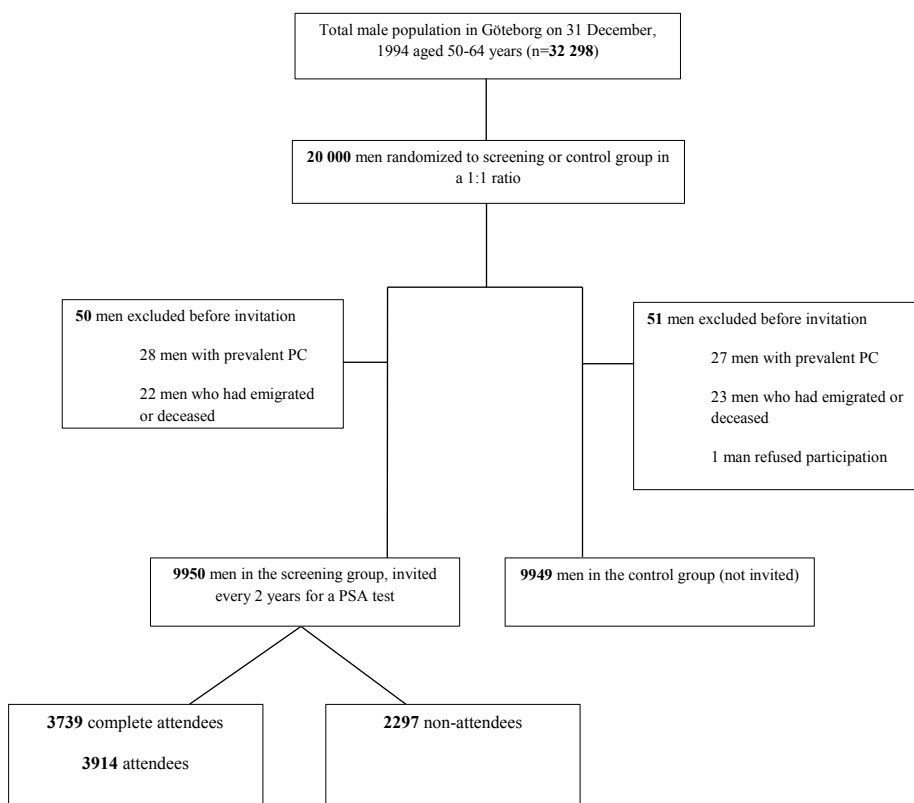 Total male population in Göteborg on 31 December,
1994 aged 50-64 years (n=32 298)
20 000 men randomized to screening or control group in
a 1:1 ratio
50 men excluded before invitation
28 men with prevalent PC
22 men who had emigrated
or deceased
51 men excluded before invitation
27 men with prevalent PC
23 men who had emigrated or
deceased
1 man refused participation
9950 men in the screening group, invited
every 2 years for a PSA test
9949 men in the control group (not invited)
3739 complete attendees
3914 attendees
2297 non-attendees